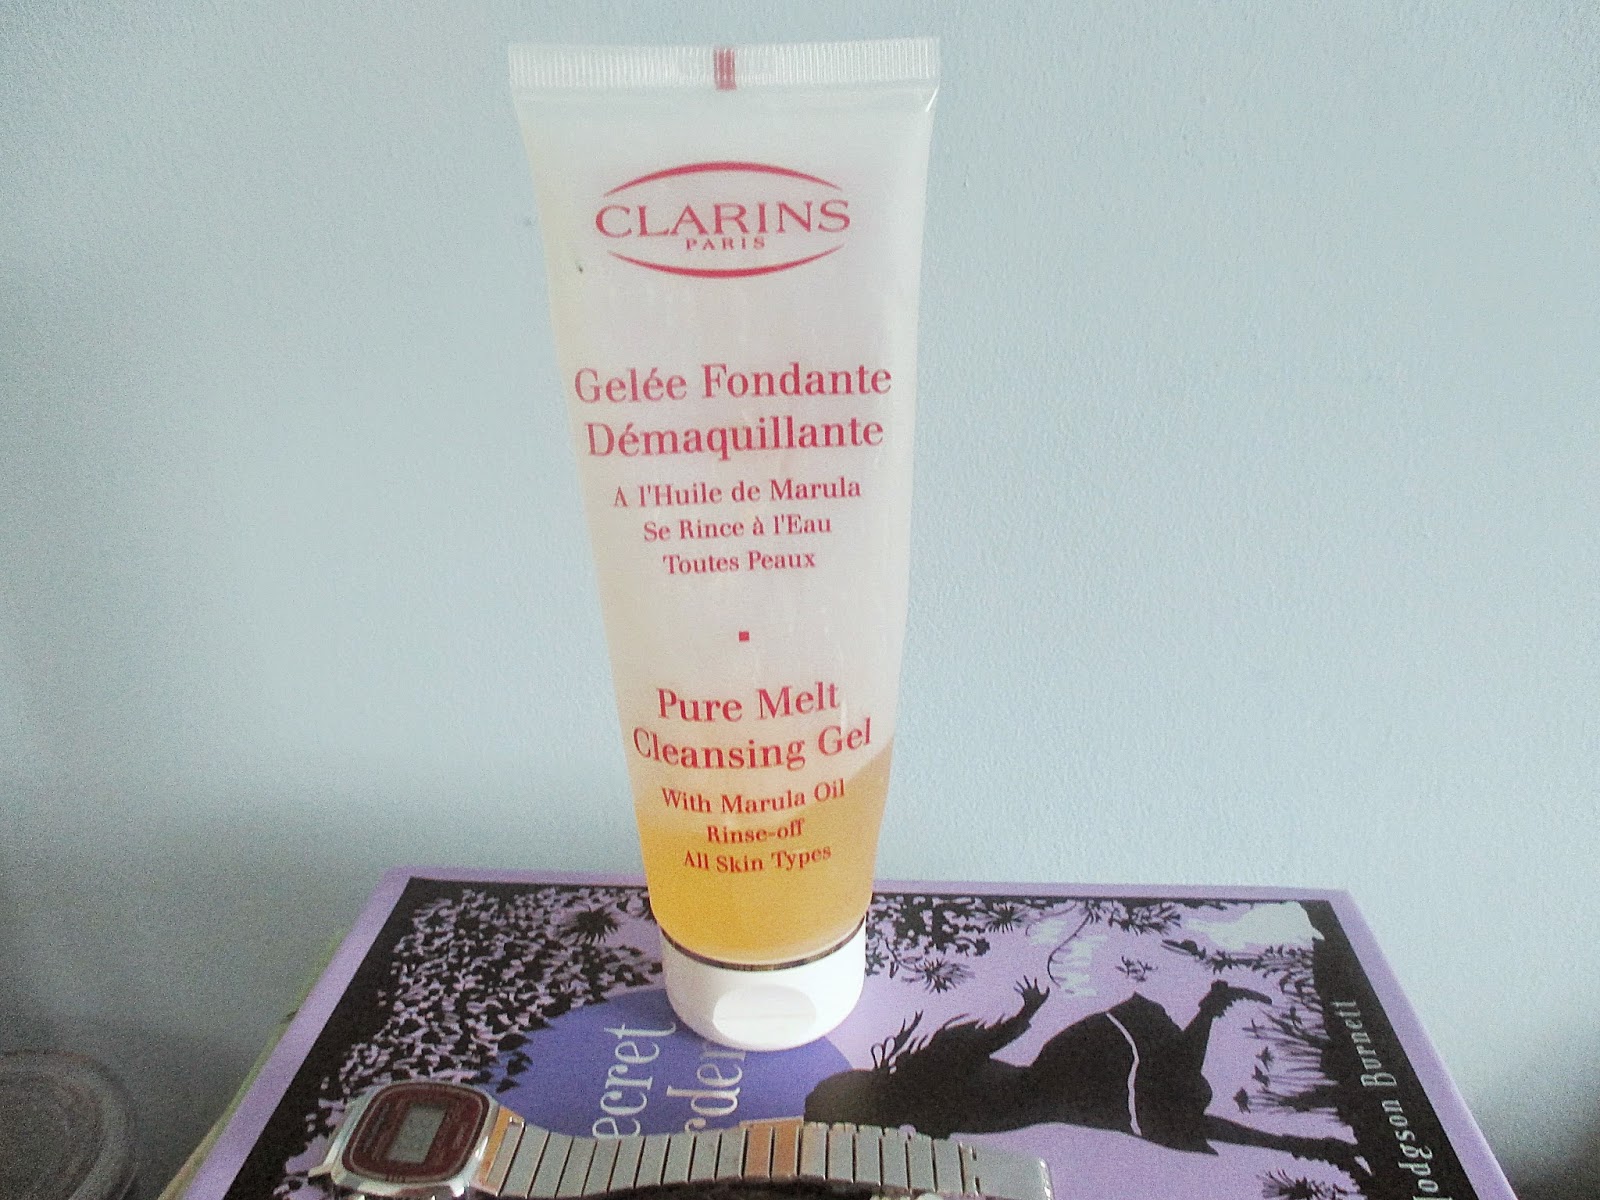 CLARINS
PARIS
Gelée Fondante
Démaquillante
A l'Huile de Marula
Se Rince à l'Eau
Toutes Peaux
Pure Melt
Cleansing Gel
With Marula Oil
Rinse-off
All Skin Types
ecret
rden
Hodgson Burnett